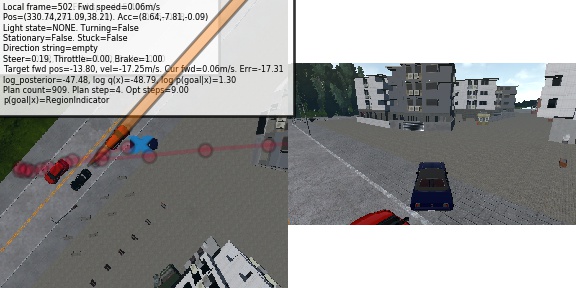 Local frame=502. Fwd speed=0.06m/s
Pos=(330.74,271.09,38.21). Acc=(8.64,-7.81,-0.09)
Light state=NONE. Turning=False
Stationary=False. Stuck=False
Direction string=empty
Steer=0.19, Throttle=0.00, Brake=1.00.
Target fwd pos=-13.80, vel=-17.25m/s. Cur fwd=0.06m/s. Err=-17.31
log_posterior=-47.48, log q(x)=-48.79, log p(goal|x)=1.30
Plan count=909. Plan step=4. Opt steps=9.00
p(goal|x)=RegionIndicator